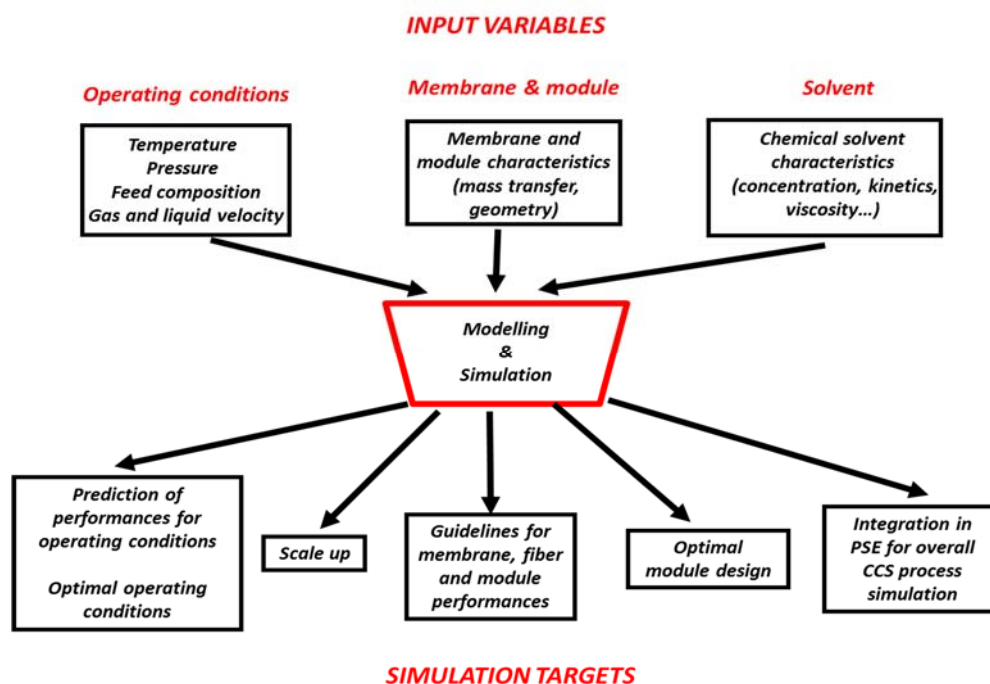 INPUT VARIABLES
Operating conditions
Membrane & module
Solvent
Temperature
Pressure
Feed composition
Gas and liquid velocity
Membrane and
module characteristics
(mass transfer,
geometry)
Chemical solvent
characteristics
(concentration, kinetics,
viscosity...)
Modelling
&
Simulation
Prediction of
performances for
operating conditions
Optimal operating
conditions
Scale up
Guidelines for
membrane, fiber
and module
performances
Optimal
module design
Integration in
PSE for overall
CCS process
simulation
SIMULATION TARGETS